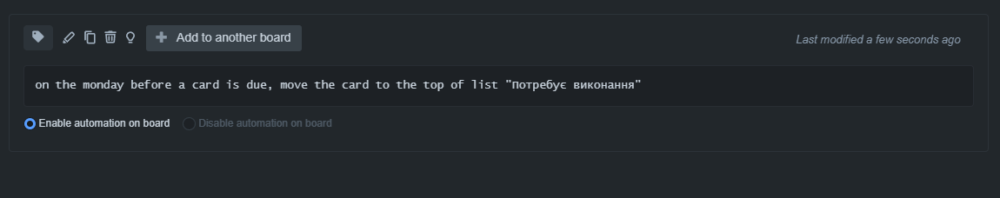 Add to another board
Last modified a few seconds ago
on the monday before a card is due, move the card to the top of list "Потребує виконання"
Enable automation on board
Disable automation on board